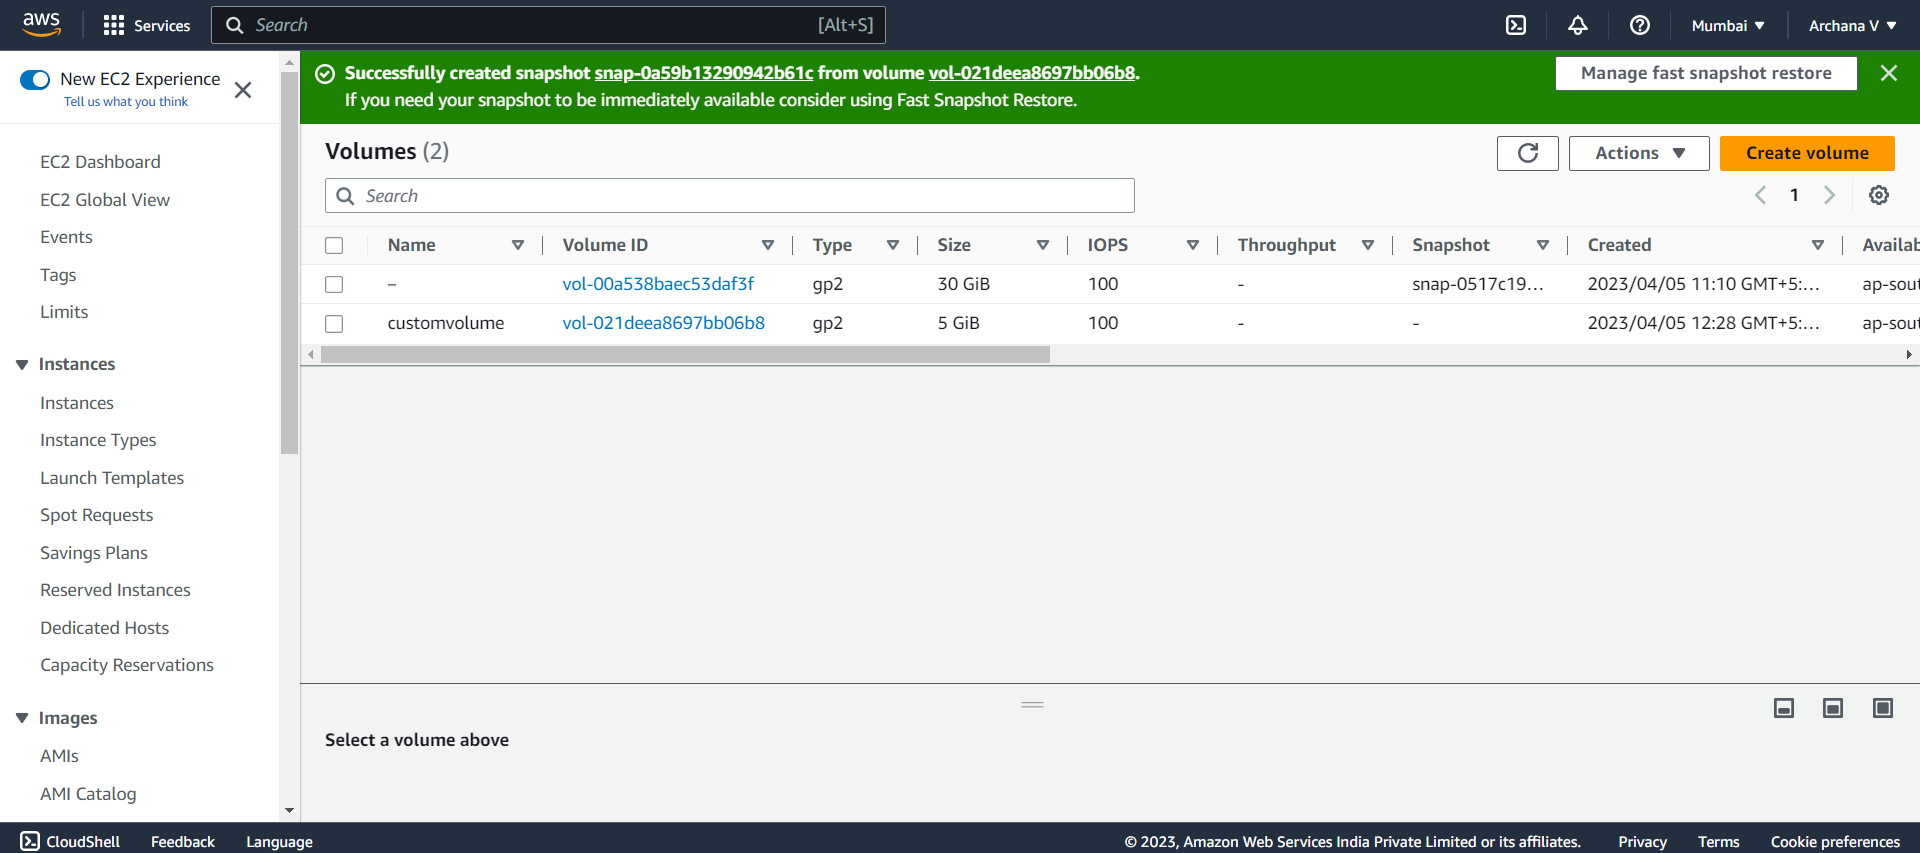 aws
Services
Search [Alt+S]
Mumbai
Archana V
New EC2 Experience
Tell us what you think
EC2 Dashboard
EC2 Global View
Events
Tags
Limits
Instances
Instances
Instance Types
Launch Templates
Spot Requests
Savings Plans
Reserved Instances
Dedicated Hosts
Capacity Reservations
Images
AMIs
AMI Catalog
Successfully created snapshot snap-0a59b13290942b61c from volume vol-021deea8697bb06b8.
If you need your snapshot to be immediately available consider using Fast Snapshot Restore.
Manage fast snapshot restore
Volumes (2)
Actions
Create volume
Search
1
Name Volume ID Type Size IOPS Throughput Snapshot Created Availab
– vol-00a538baec53daf3f gp2 30 GiB 100 - snap-0517c19... 2023/04/05 11:10 GMT+5:... ap-sout
customvolume vol-021deea8697bb06b8 gp2 5 GiB 100 - - 2023/04/05 12:28 GMT+5:... ap-sout
Select a volume above
CloudShell Feedback Language © 2023, Amazon Web Services India Private Limited or its affiliates. Privacy Terms Cookie preferences